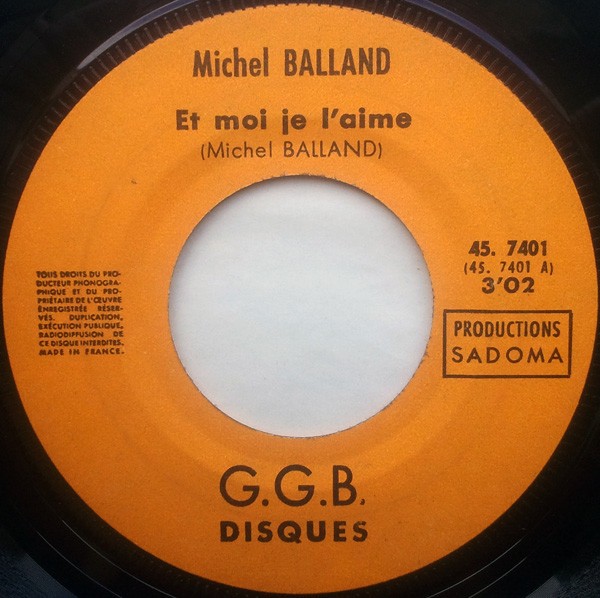 Michel BALLAND
Et moi je l'aime
(Michel BALLAND)
TOUS DROITS DU PRO-
DUCTEUR PHONOGRA-
PHIQUE ET DU PRO-
PRIÉTAIRE DE L'ŒUVRE
ENREGISTRÉE RÉSER-
VÉS. DUPLICATION,
EXÉCUTION PUBLIQUE,
RADIODIFFUSION DE
CE DISQUE INTERDITES.
MADE IN FRANCE.
45. 7401
(45. 7401 A)
3'02
PRODUCTIONS
SADOMA
G.G.B.
DISQUES